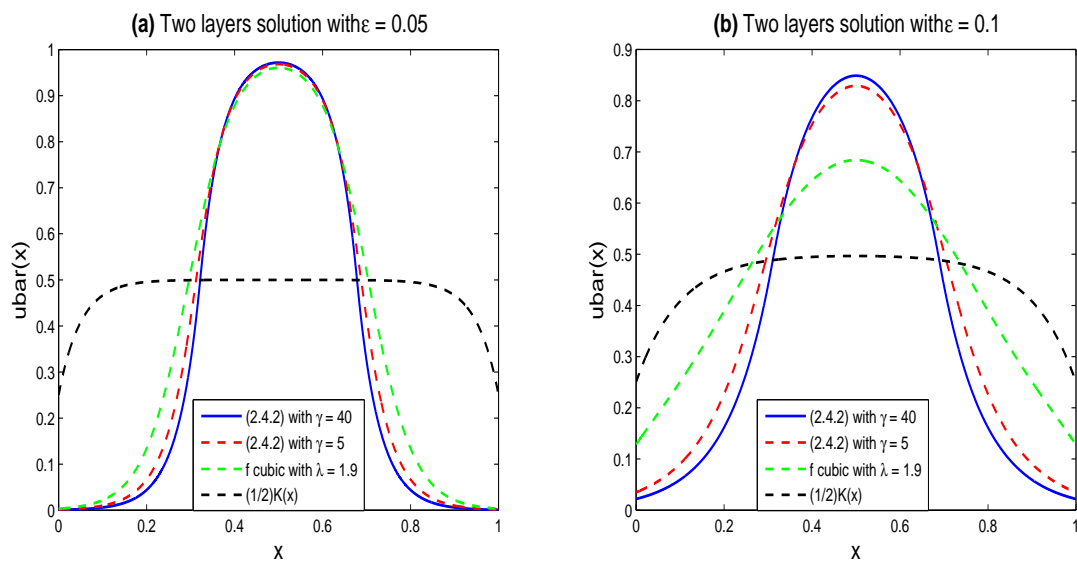 (a) Two layers solution withε = 0.05
1
0.9
0.8
0.7
0.6
0.5
0.4
0.3
0.2
0.1
0
ubar(x)
(2.4.2) with γ = 40
(2.4.2) with γ = 5
f cubic with λ = 1.9
(1/2)K(x)
0 0.2 0.4 0.6 0.8 1
x
(b) Two layers solution withε = 0.1
0.9
0.8
0.7
0.6
0.5
0.4
0.3
0.2
0.1
0
ubar(x)
(2.4.2) with γ = 40
(2.4.2) with γ = 5
f cubic with λ = 1.9
(1/2)K(x)
0 0.2 0.4 0.6 0.8 1
x